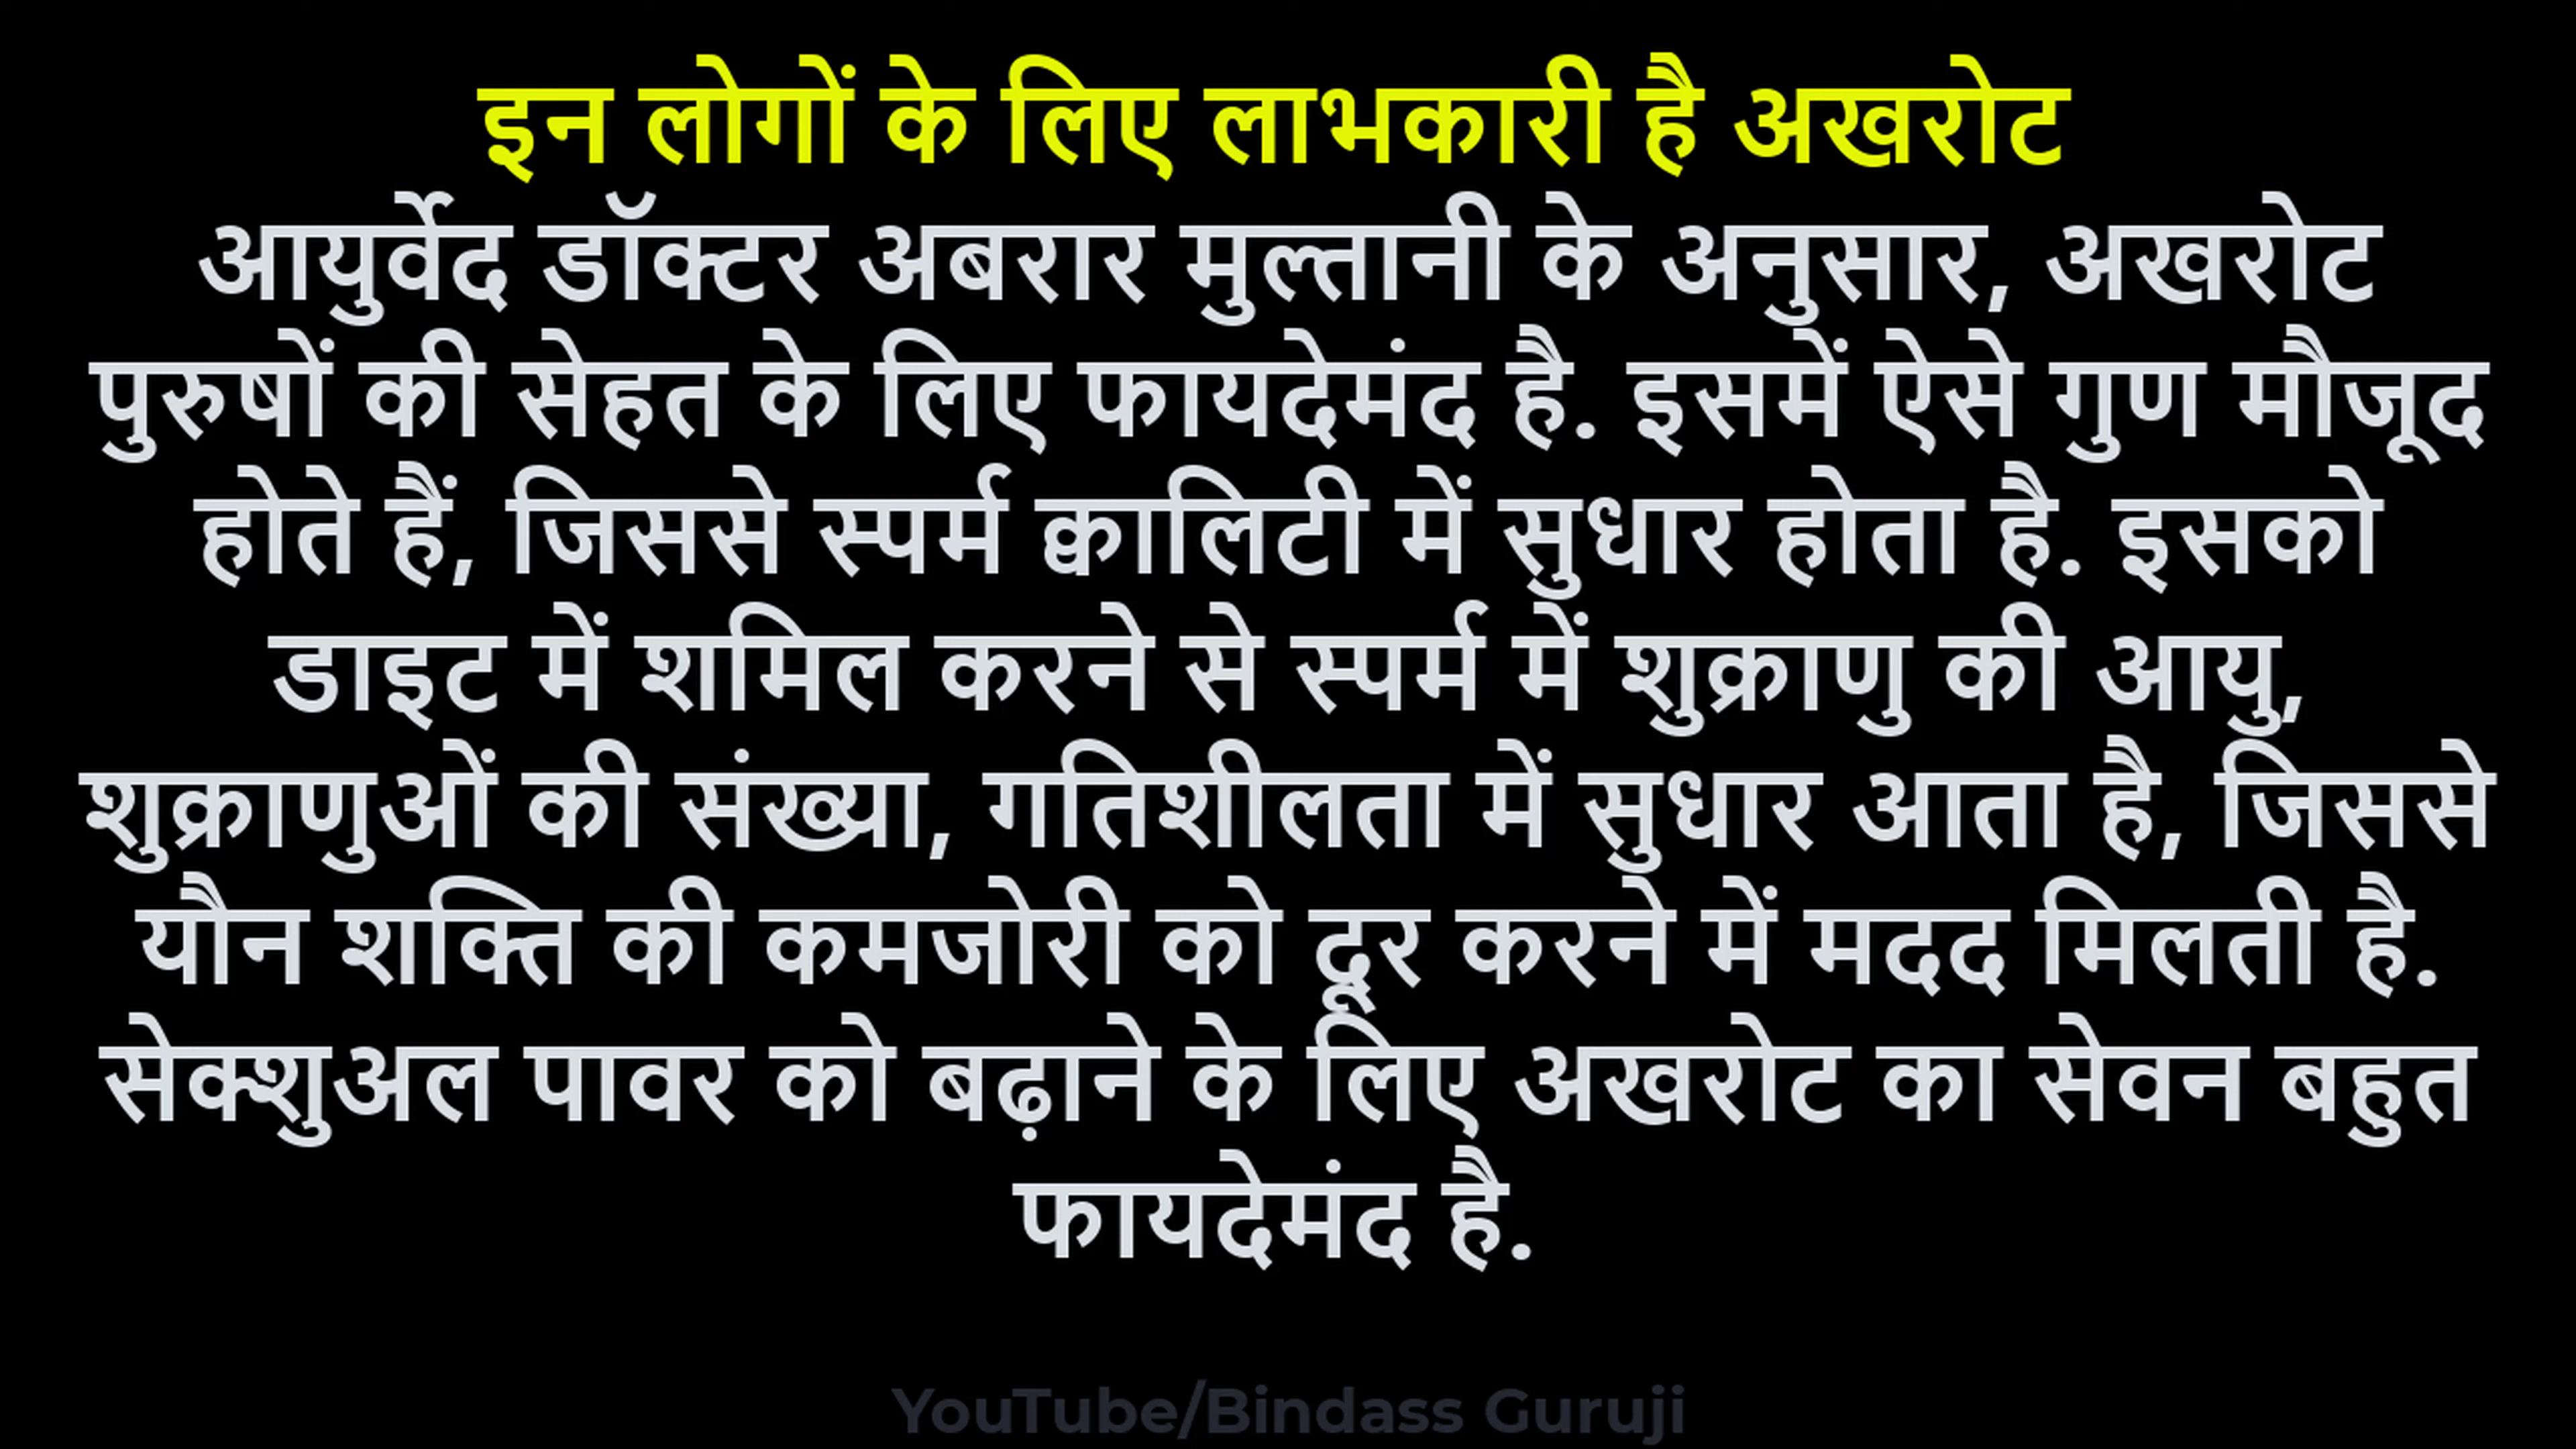 इन लोगों के लिए लाभकारी है अखरोट
आयुर्वेद डॉक्टर अबरार मुल्तानी के अनुसार, अखरोट
पुरुषों की सेहत के लिए फायदेमंद है. इसमें ऐसे गुण मौजूद
होते हैं, जिससे स्पर्म क्वालिटी में सुधार होता है. इसको
डाइट में शमिल करने से स्पर्म में शुक्राणु की आयु,
शुक्राणुओं की संख्या, गतिशीलता में सुधार आता है, जिससे
यौन शक्ति की कमजोरी को दूर करने में मदद मिलती है.
सेक्शुअल पावर को बढ़ाने के लिए अखरोट का सेवन बहुत
फायदेमंद है.
YouTube/Bindass Guruji